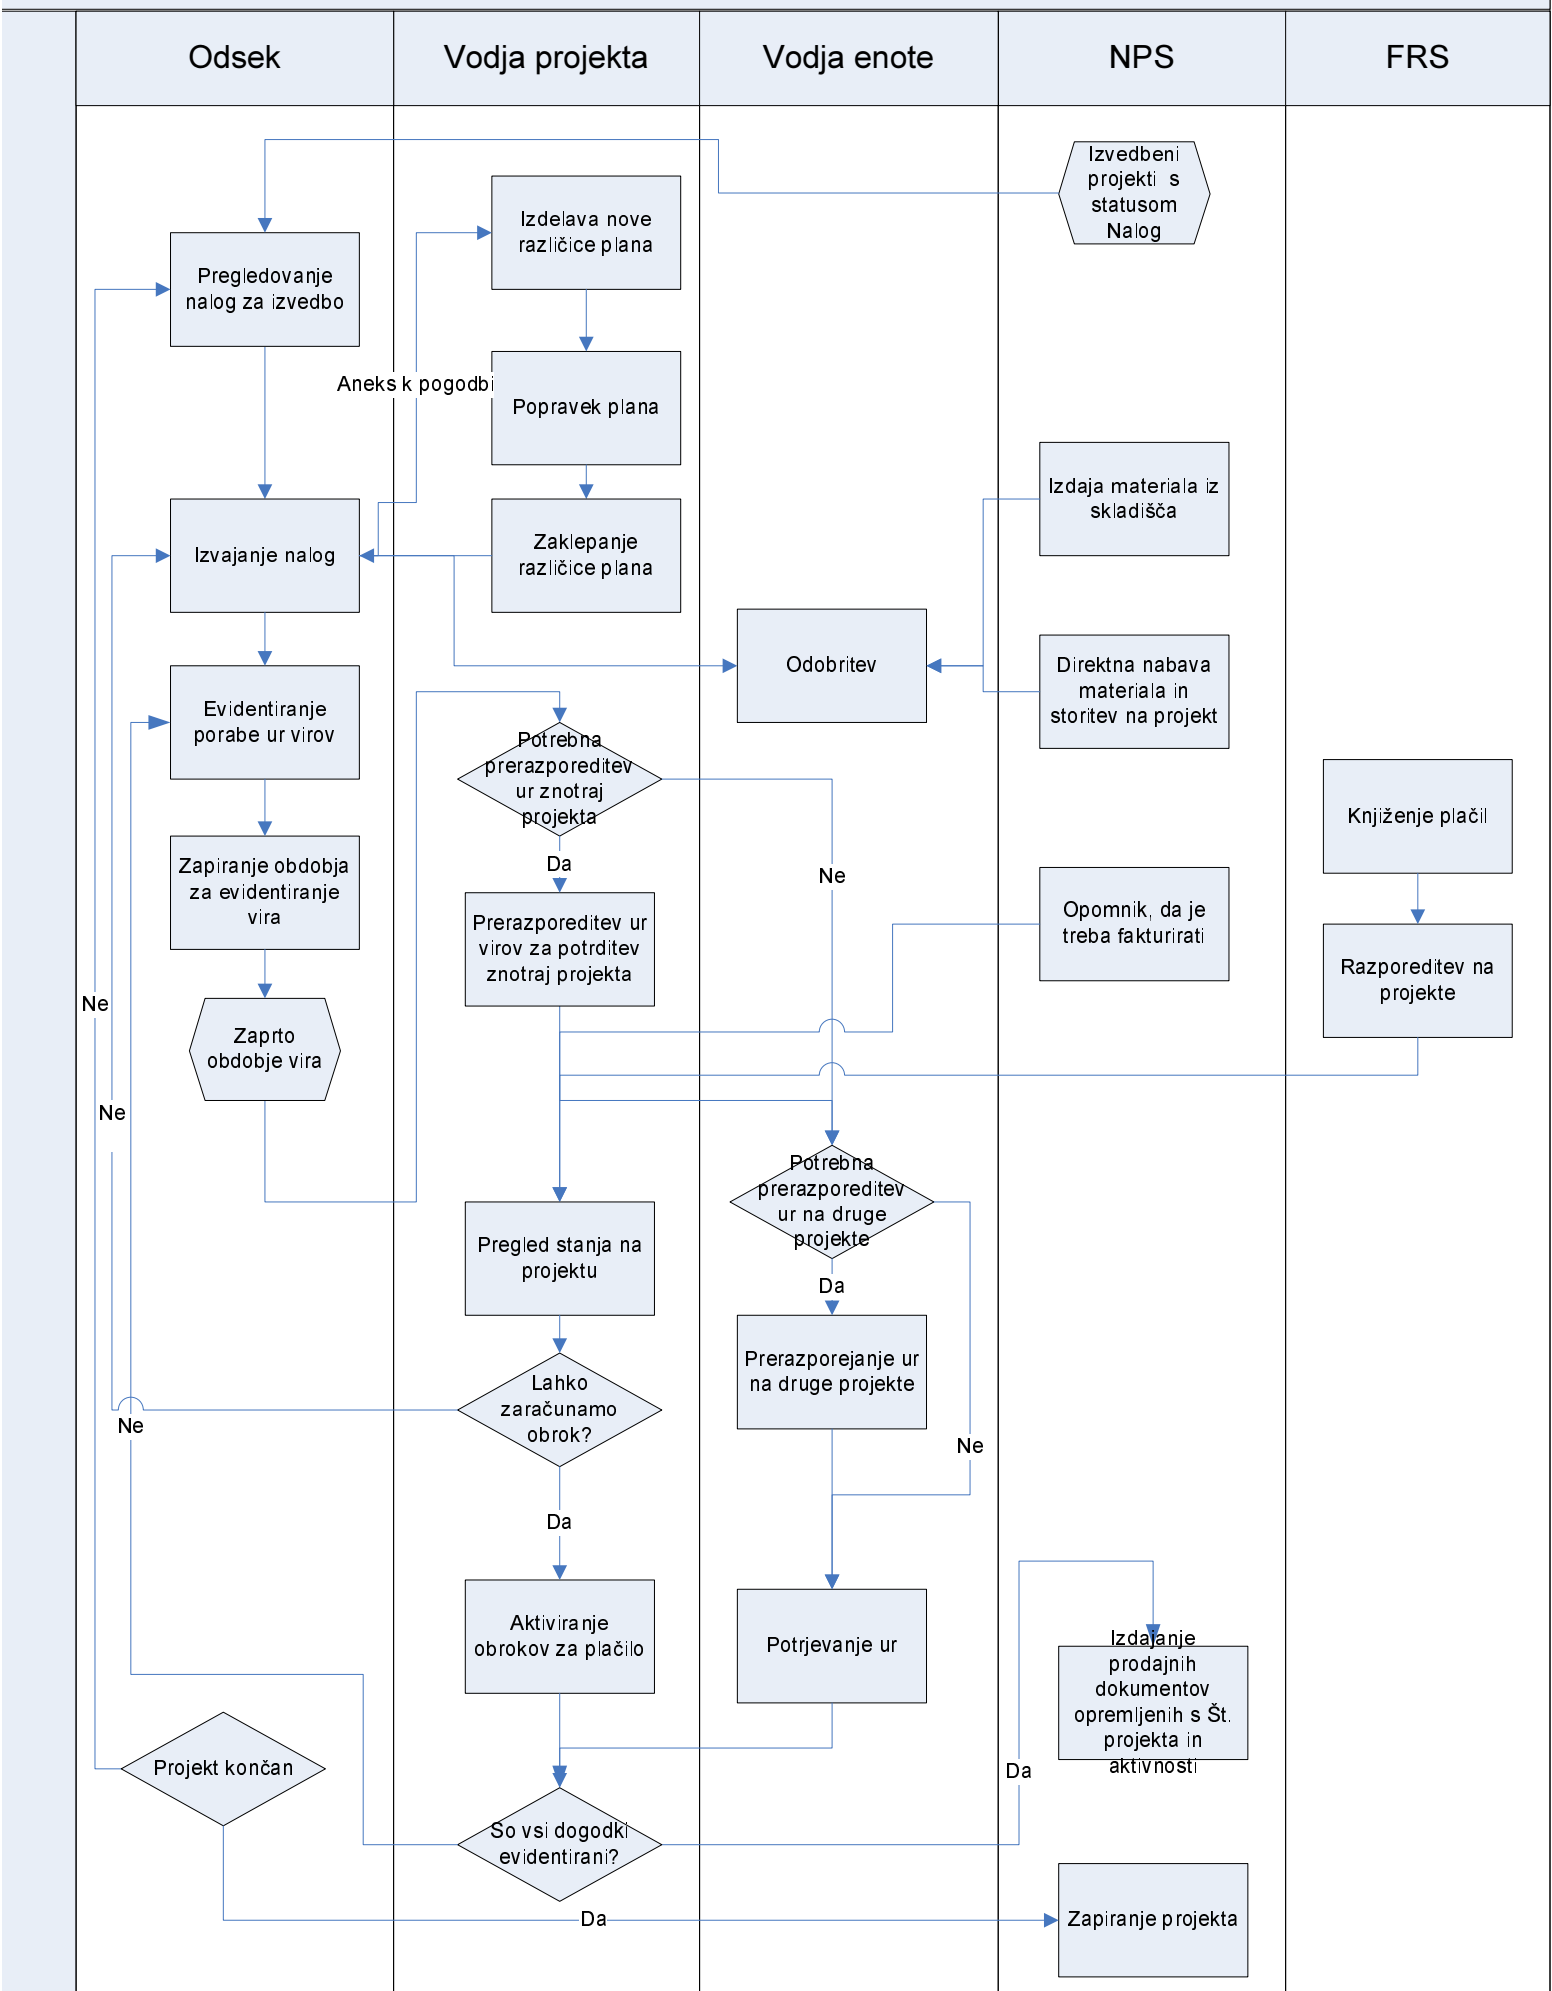 Odsek
Vodja projekta
Vodja enote
NPS
FRS
Izvedbeni
projekti s
statusom
Nalog
Izdelava nove
različice plana
Pregledovanje
nalog za izvedbo
Aneks k pogodbi
Popravek plana
Izdaja materiala iz
skladišča
Izvajanje nalog
Zaklepanje
različice plana
Odobritev
Direktna nabava
materiala in
storitev na projekt
Evidentiranje
porabe ur virov
Potrebna
prerazporeditev
ur znotraj
projekta
Knjiženje plačil
Da
Ne
Zapiranje obdobja
za evidentiranje
vira
Prerazporeditev ur
virov za potrditev
znotraj projekta
Opomnik, da je
treba fakturirati
Razporeditev na
projekte
Ne
Zaprto
obdobje vira
Ne
Potrebna
prerazporeditev
ur na druge
projekte
Pregled stanja na
projektu
Da
Prerazporejanje ur
na druge projekte
Lahko
zaračunamo
obrok?
Ne
Ne
Da
Aktiviranje
obrokov za plačilo
Potrjevanje ur
Izdajanje
prodajnih
dokumentov
opremljenih s Št.
projekta in
aktivnosti
Projekt končan
Da
So vsi dogodki
evidentirani?
Da
Zapiranje projekta